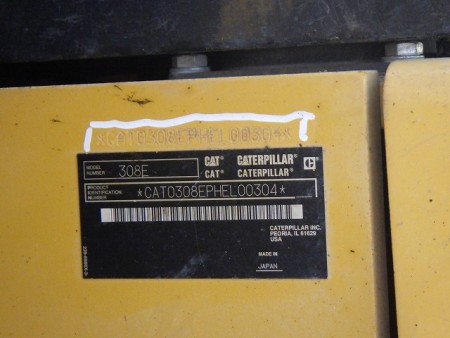 *CAT0308EPHEL00304*
MODEL NUMBER 308E
CAT® CATERPILLAR®
CAT® CATERPILLAR®
PRODUCT IDENTIFICATION NUMBER *CAT0308EPHEL00304*
CATERPILLAR INC.
PEORIA, IL 61629
USA
MADE IN
JAPAN